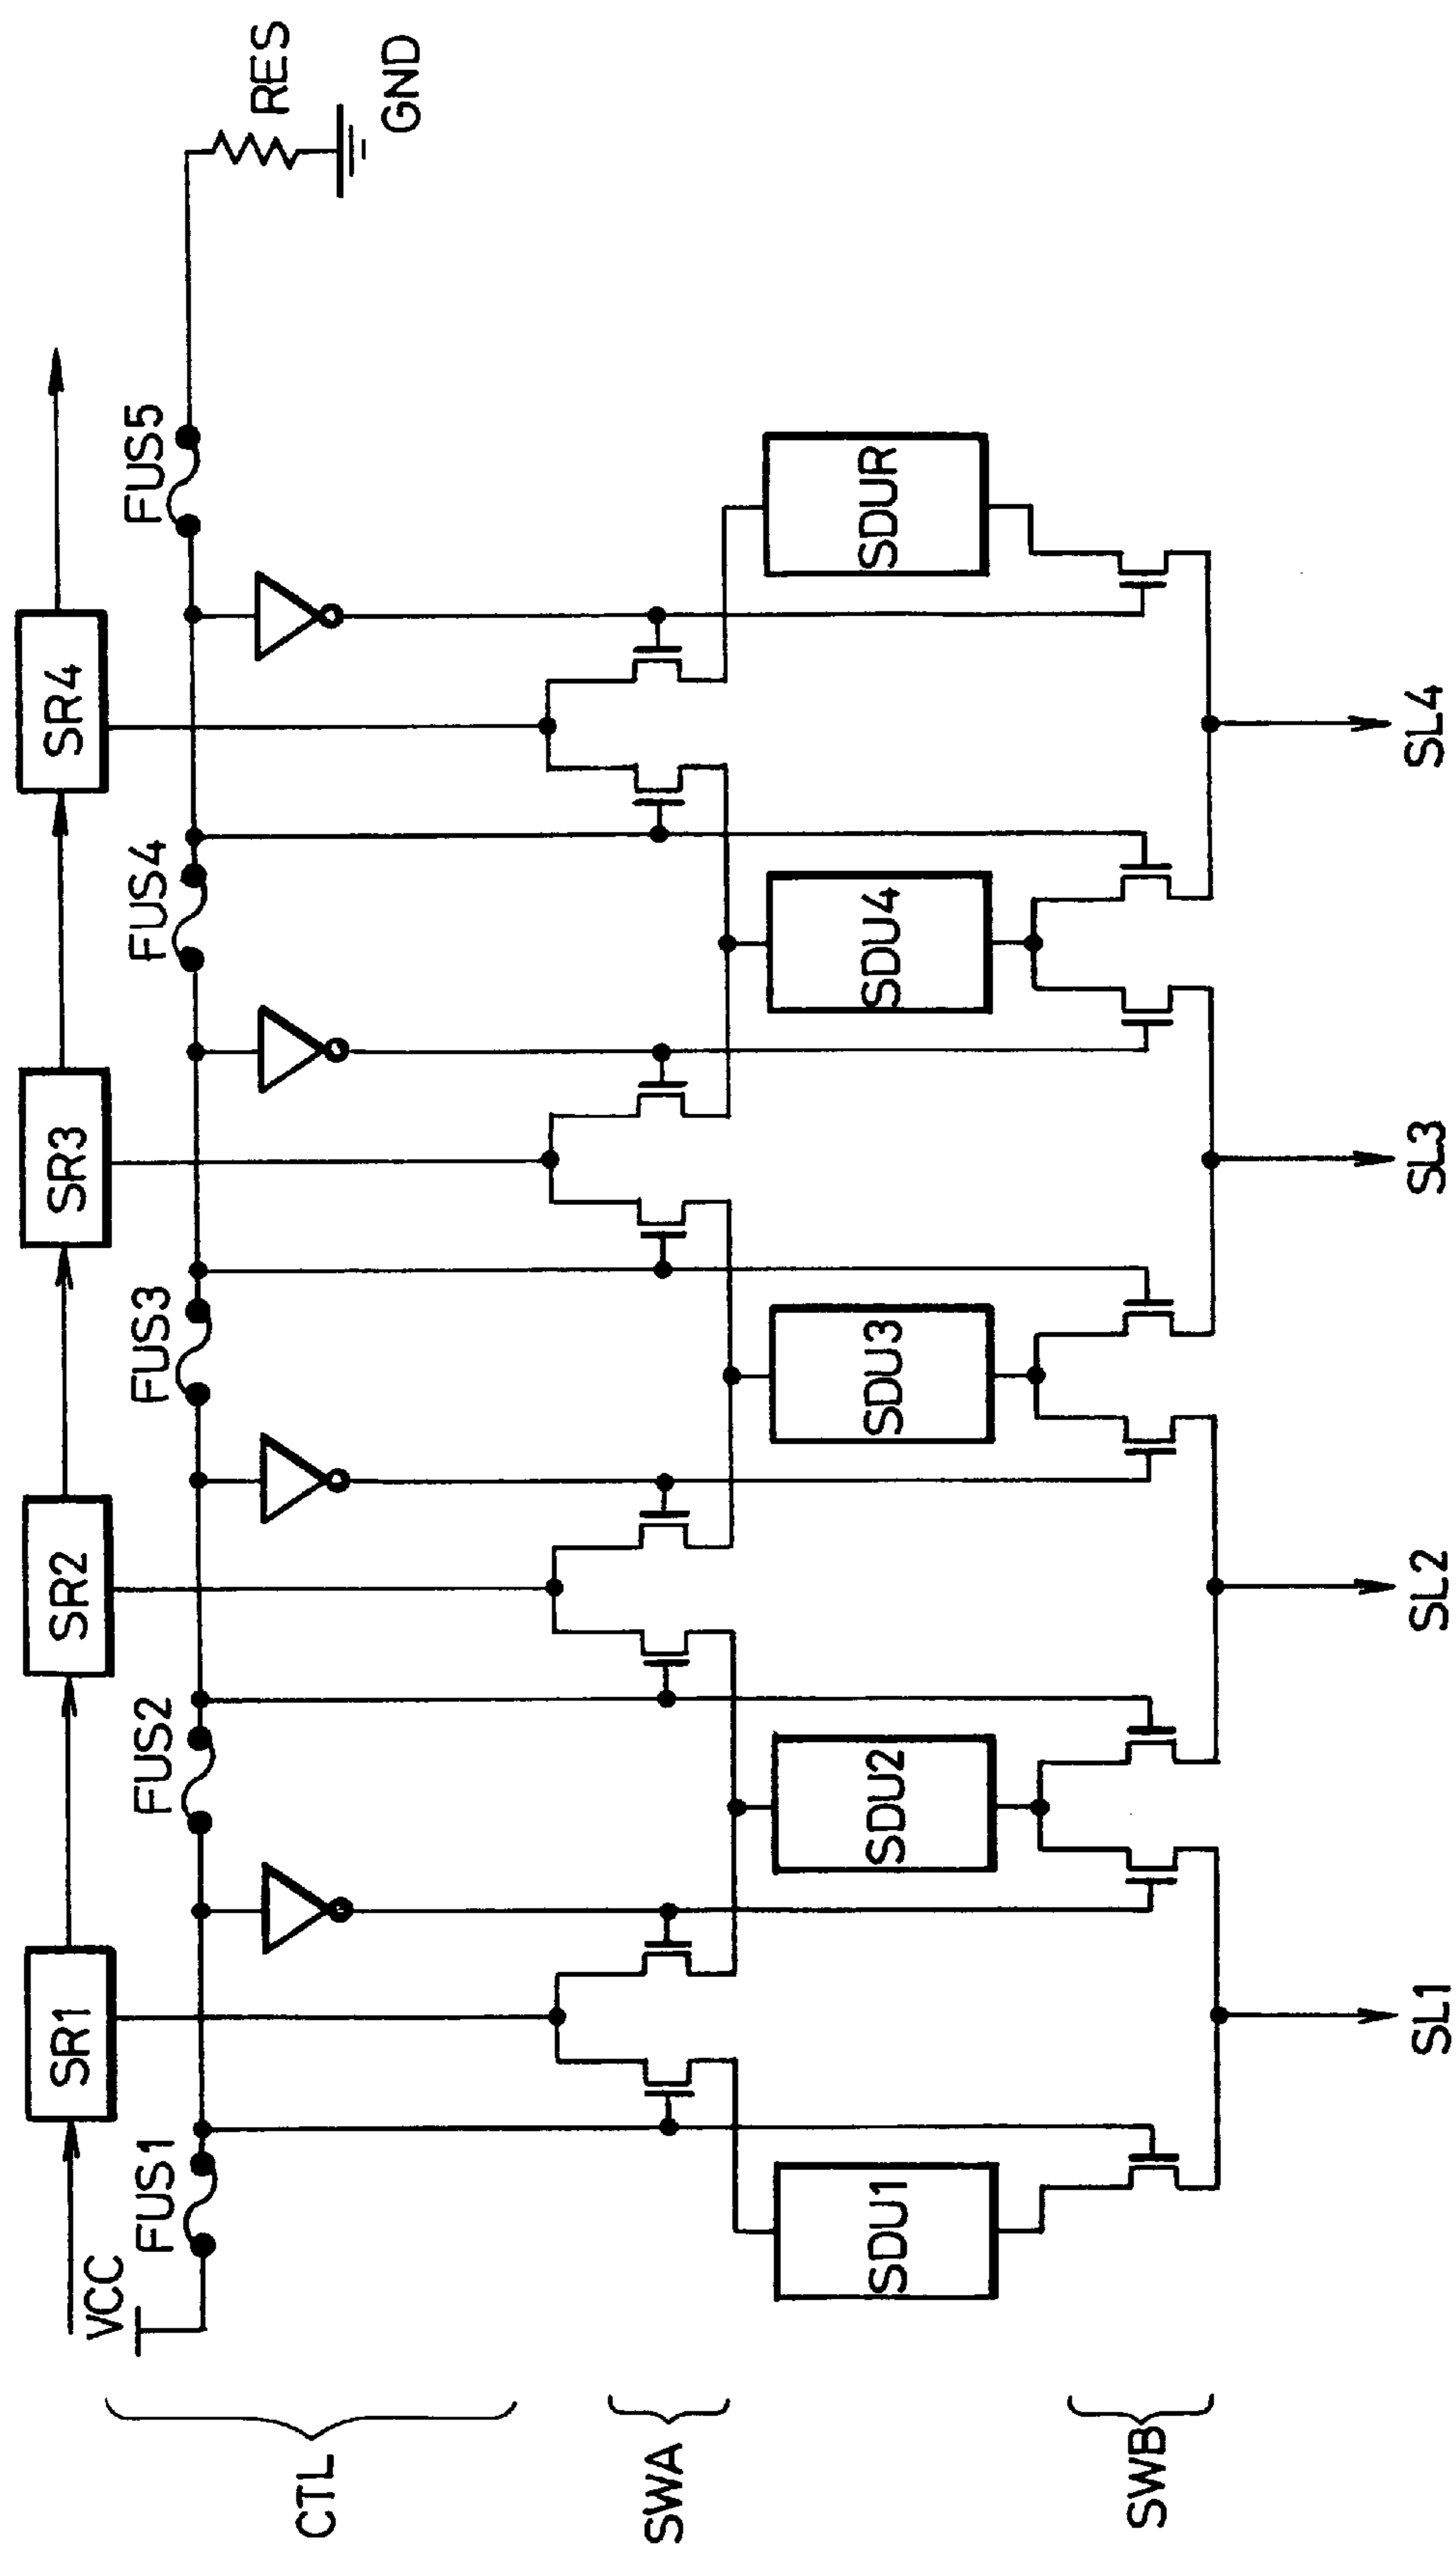 SR1
SR2
SR3
SR4
VCC
FUS1
FUS2
FUS3
FUS4
FUS5
RES
GND
CTL
SWA
SDU1
SDU2
SDU3
SDU4
SDUR
SWB
SL1
SL2
SL3
SL4